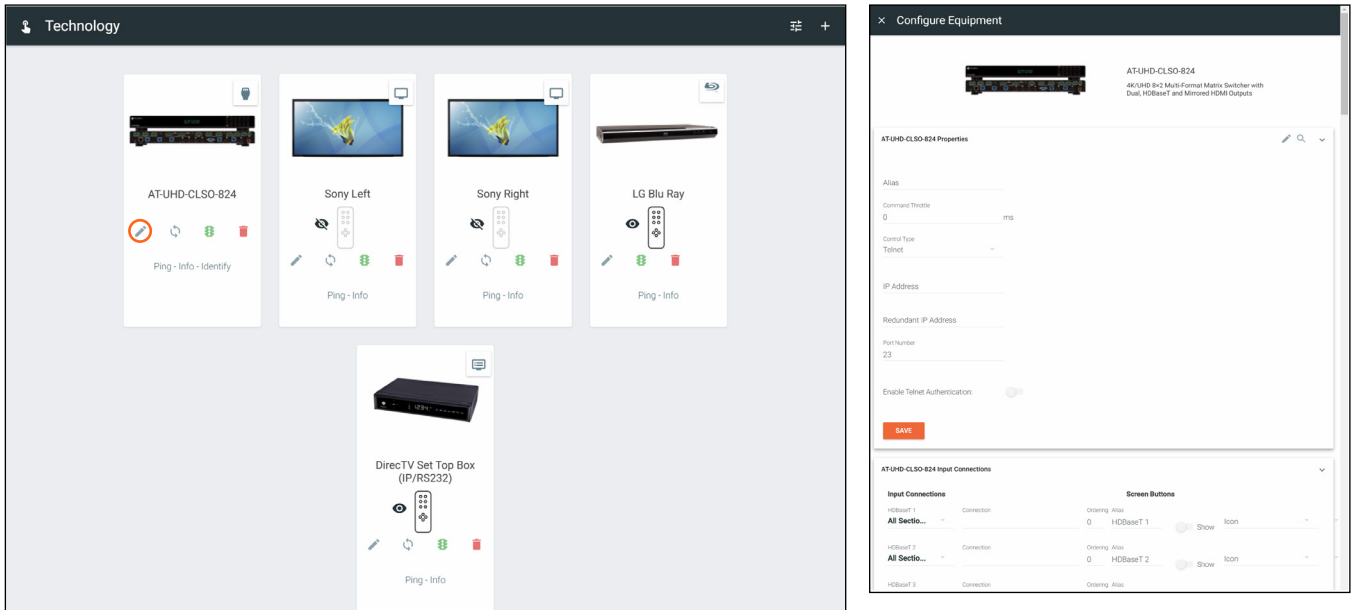 Technology
AT-UHD-CLSO-824
Sony Left
Sony Right
LG Blu Ray
Ping - Info - Identify
Ping - Info
Ping - Info
Ping - Info
DirecTV Set Top Box
(IP/RS232)
Ping - Info
Configure Equipment
AT-UHD-CLSO-824
4K/UHD 8×2 Multi-Format Matrix Switcher with
Dual, HDBaseT and Mirrored HDMI Outputs
AT-UHD-CLSO-824 Properties
Alias
Command Throttle
0 ms
Control Type
Telnet
IP Address
Redundant IP Address
Port Number
23
Enable Telnet Authentication:
SAVE
AT-UHD-CLSO-824 Input Connections
Input Connections Screen Buttons
HDBaseT 1 Connection Ordering Alias
All Sectio... 0 HDBaseT 1 Show Icon
HDBaseT 2 Connection Ordering Alias
All Sectio... 0 HDBaseT 2 Show Icon
HDBaseT 3 Connection Ordering Alias